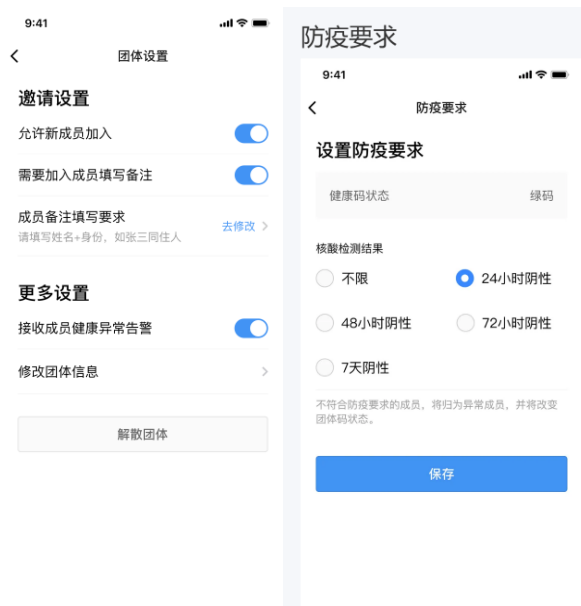 9:41
团体设置
邀请设置
允许新成员加入
需要加入成员填写备注
成员备注填写要求
请填写姓名+身份，如张三同住人
去修改
更多设置
接收成员健康异常告警
修改团体信息
解散团体
防疫要求
9:41
防疫要求
设置防疫要求
健康码状态 绿码
核酸检测结果
不限 24小时阴性
48小时阴性 72小时阴性
7天阴性
不符合防疫要求的成员，将归为异常成员，并将改变
团体码状态。
保存